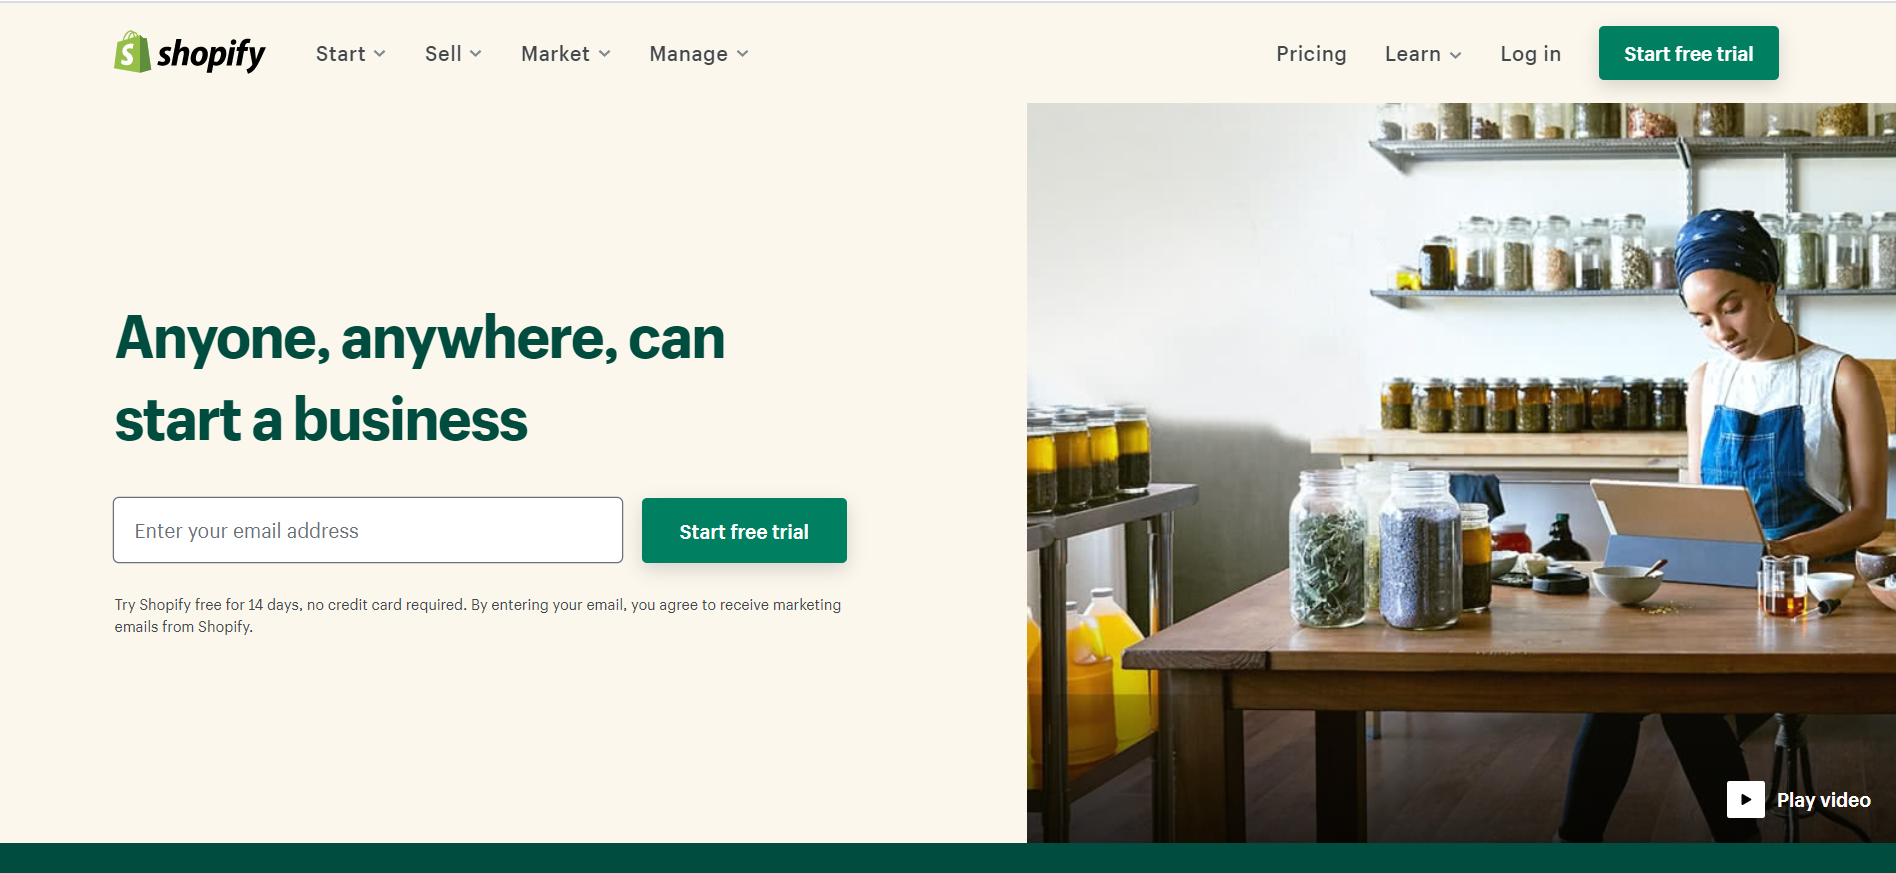 shopify
Start
Sell
Market
Manage
Pricing
Learn
Log in
Start free trial
Anyone, anywhere, can
start a business
Enter your email address
Start free trial
Try Shopify free for 14 days, no credit card required. By entering your email, you agree to receive marketing
emails from Shopify.
Play video